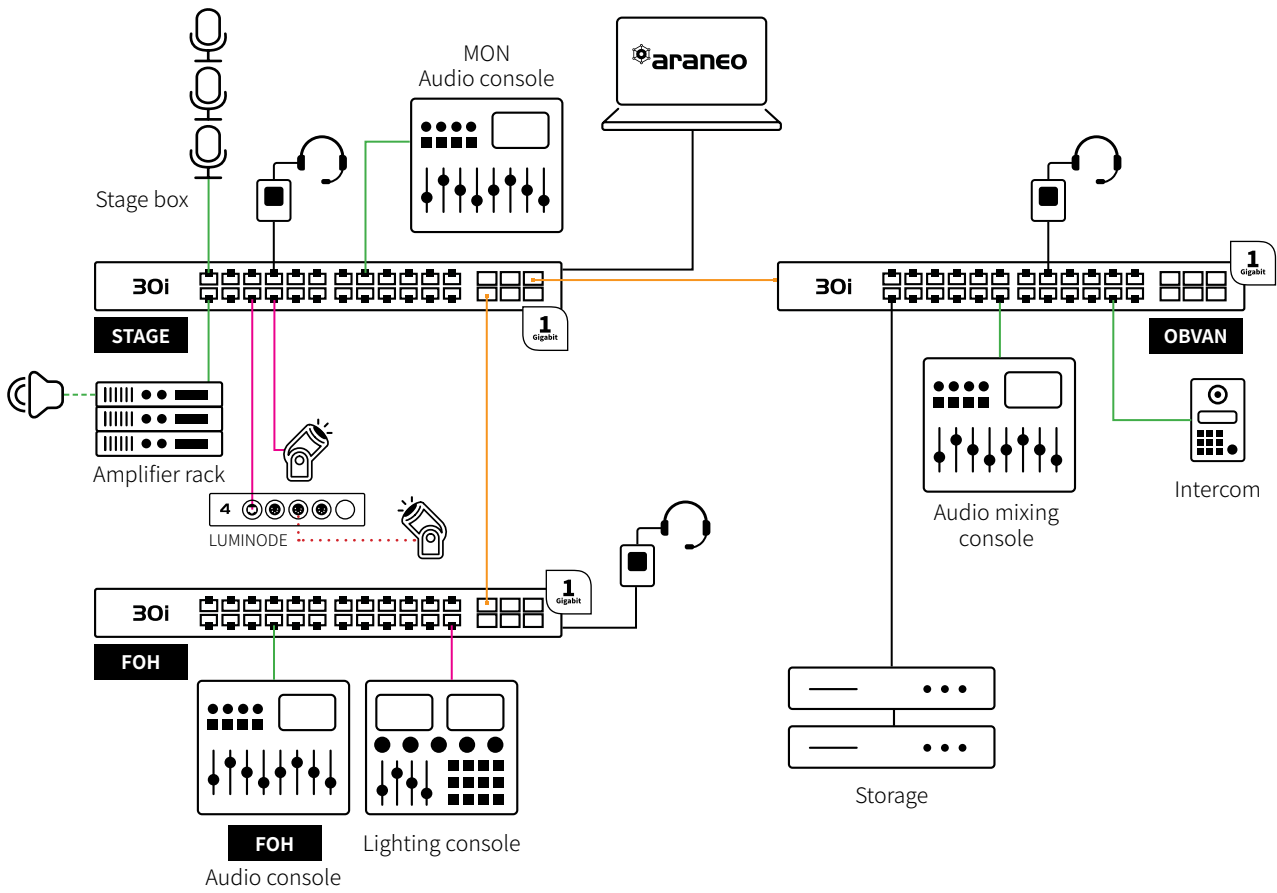 MON
Audio console
araneo
Stage box
30i
1
Gigabit
STAGE
30i
1
Gigabit
OBVAN
Amplifier rack
4
LUMINODE
Audio mixing
console
Intercom
30i
1
Gigabit
FOH
Storage
FOH
Audio console
Lighting console